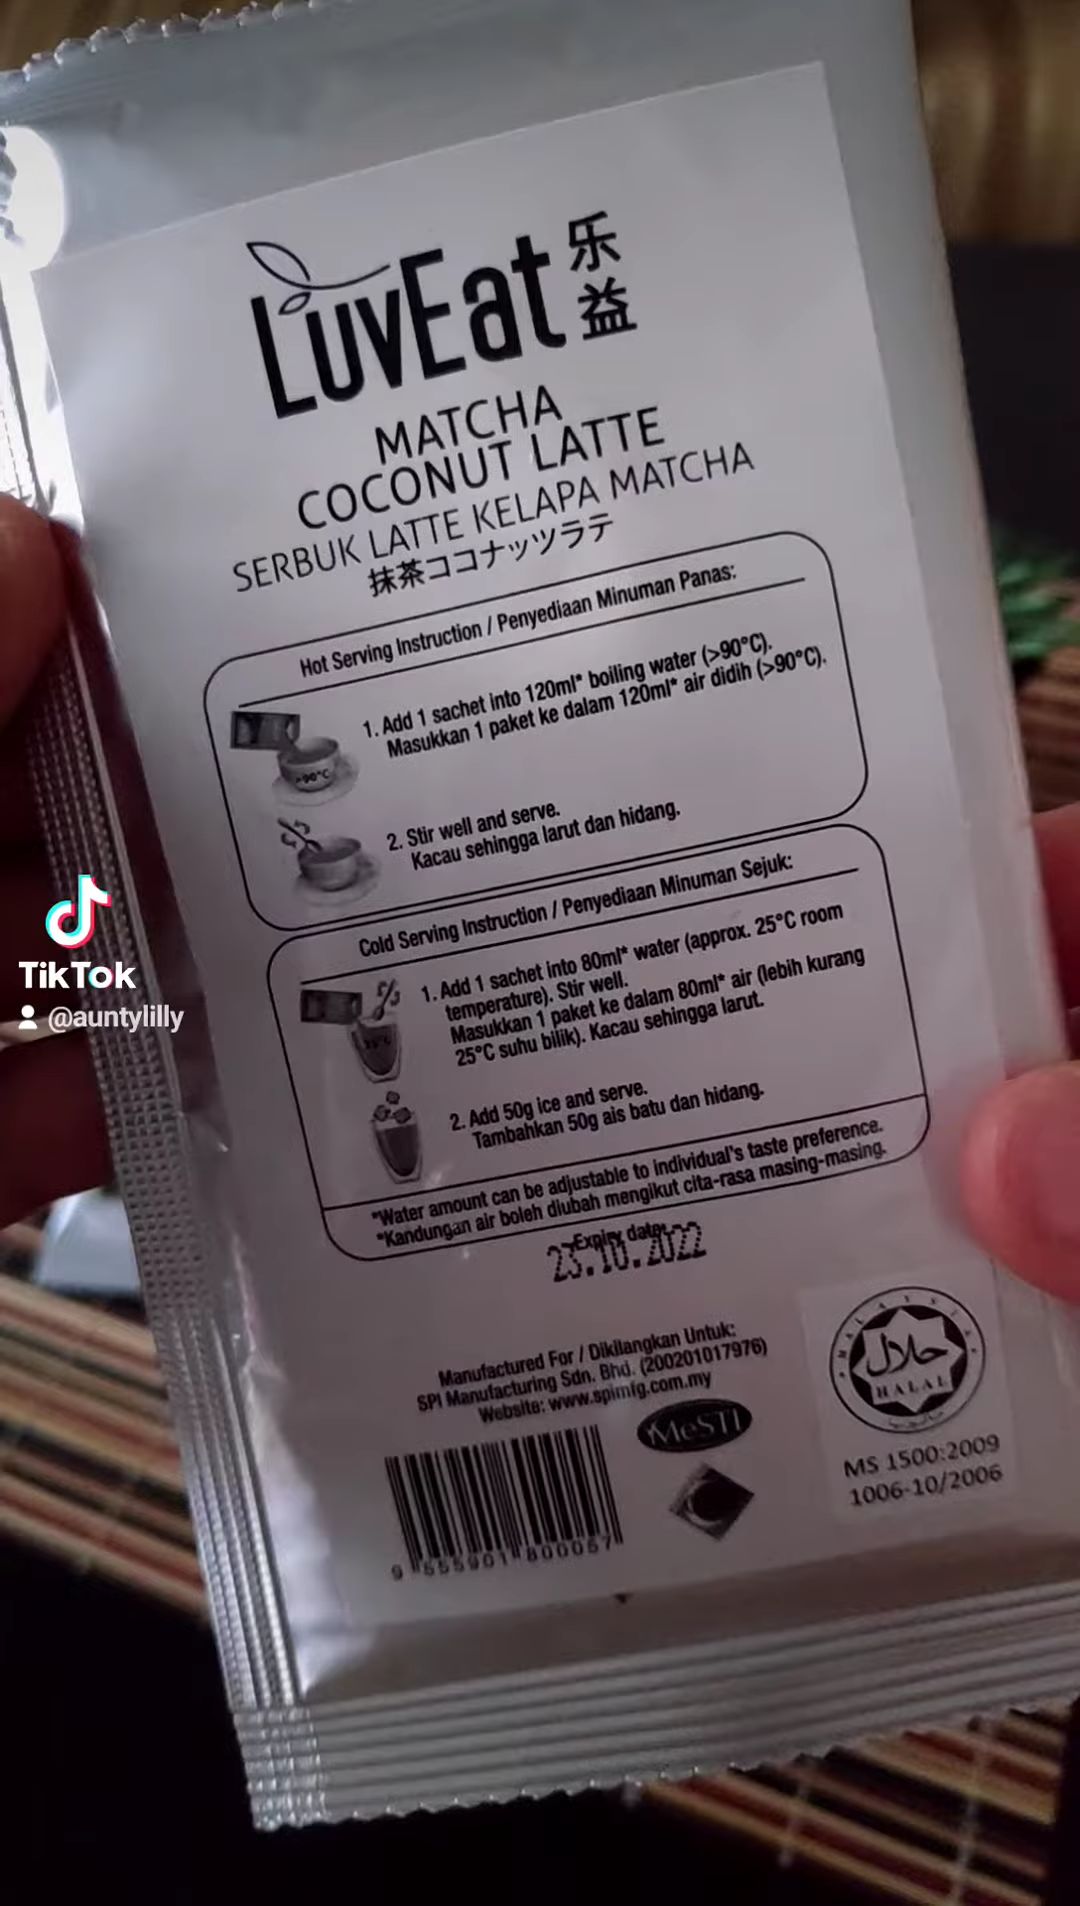 LuvEat 乐益
MATCHA
COCONUT LATTE
SERBUK LATTE KELAPA MATCHA
抹茶ココナッツラテ
Hot Serving Instruction / Penyediaan Minuman Panas:
1. Add 1 sachet into 120ml* boiling water (>90°C).
Masukkan 1 paket ke dalam 120ml* air didih (>90°C).
>90°C
2. Stir well and serve.
Kacau sehingga larut dan hidang.
Cold Serving Instruction / Penyediaan Minuman Sejuk:
1. Add 1 sachet into 80ml* water (approx. 25°C room
temperature). Stir well.
Masukkan 1 paket ke dalam 80ml* air (lebih kurang
25°C suhu bilik). Kacau sehingga larut.
2. Add 50g ice and serve.
Tambahkan 50g ais batu dan hidang.
*Water amount can be adjustable to individual's taste preference.
*Kandungan air boleh diubah mengikut cita-rasa masing-masing.
Expiry date:
23.10.2022
Manufactured For / Dikilangkan Untuk:
SPI Manufacturing Sdn. Bhd. (200201017976)
Website: www.spimfg.com.my
MeSTI
MALAYSIA
حلال
HALAL
MS 1500:2009
1006-10/2006
9 555901 800057
TikTok
@auntylilly